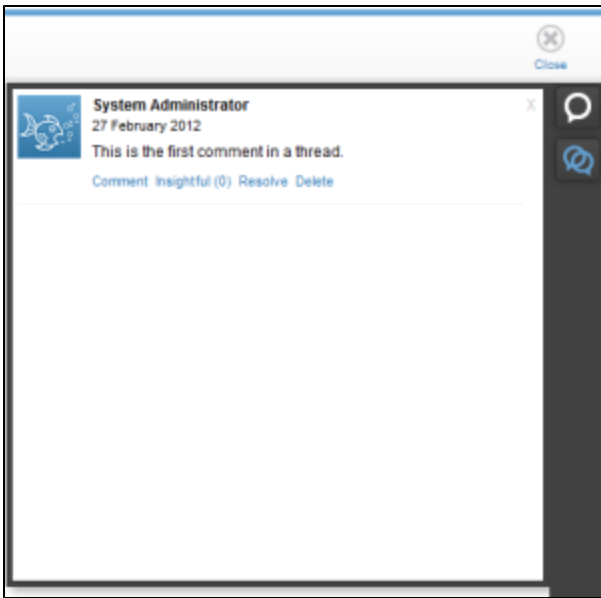 Close
System Administrator
X
27 February 2012
This is the first comment in a thread.
Comment Insightful (0) Resolve Delete